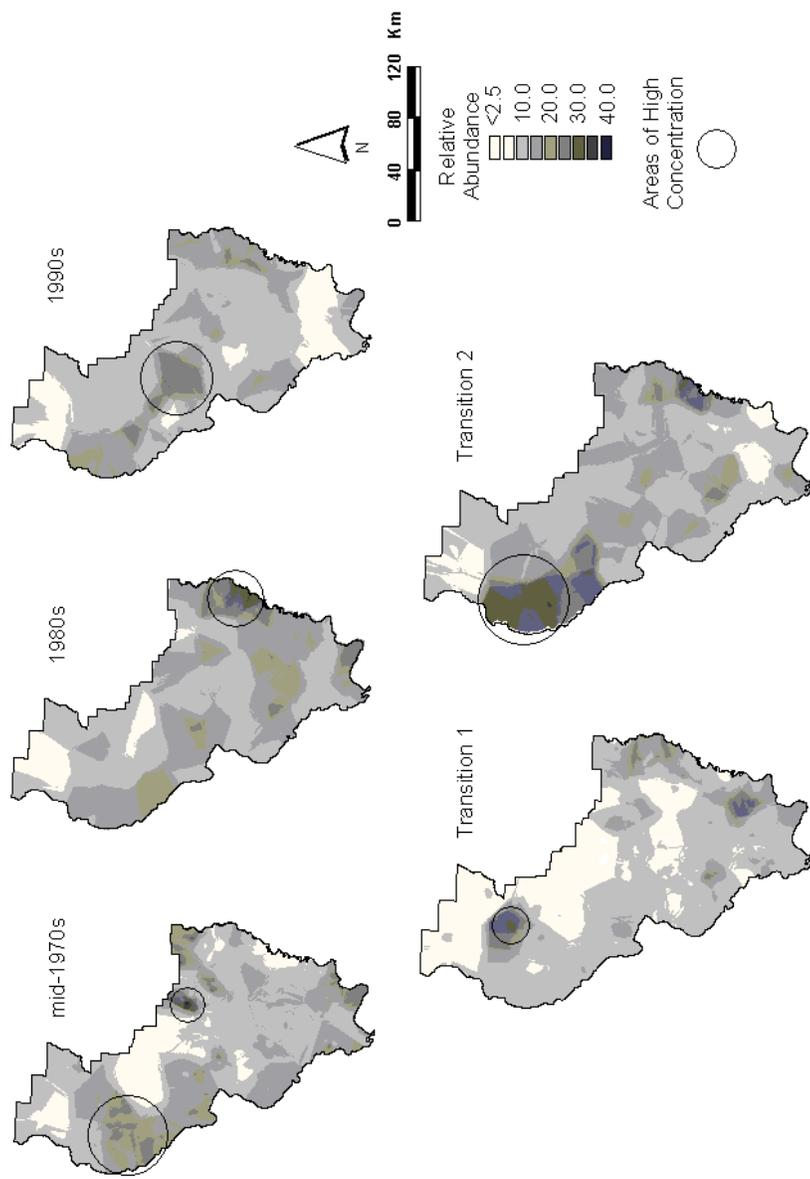 mid-1970s
1980s
1990s
Transition 1
Transition 2
N
0 40 80 120 Km
Relative
Abundance
<2.5
10.0
20.0
30.0
40.0
Areas of High
Concentration